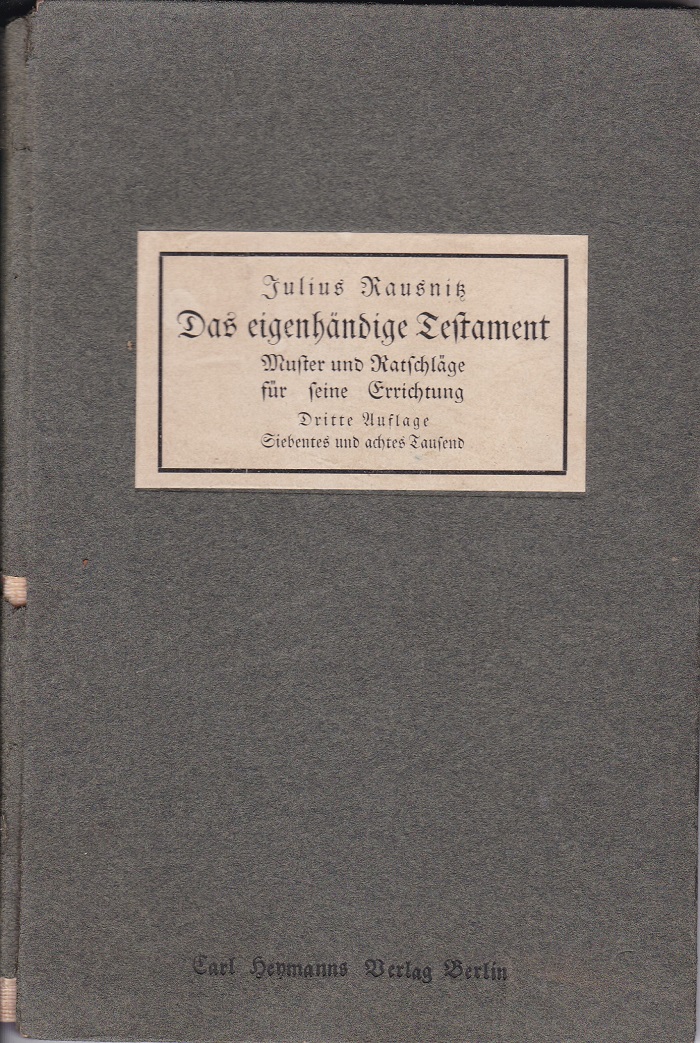 Julius Rausnitz
Das eigenhändige Testament
Muster und Ratschläge
für seine Errichtung
Dritte Auflage
Siebentes und achtes Tausend
Carl Heymanns Verlag Berlin